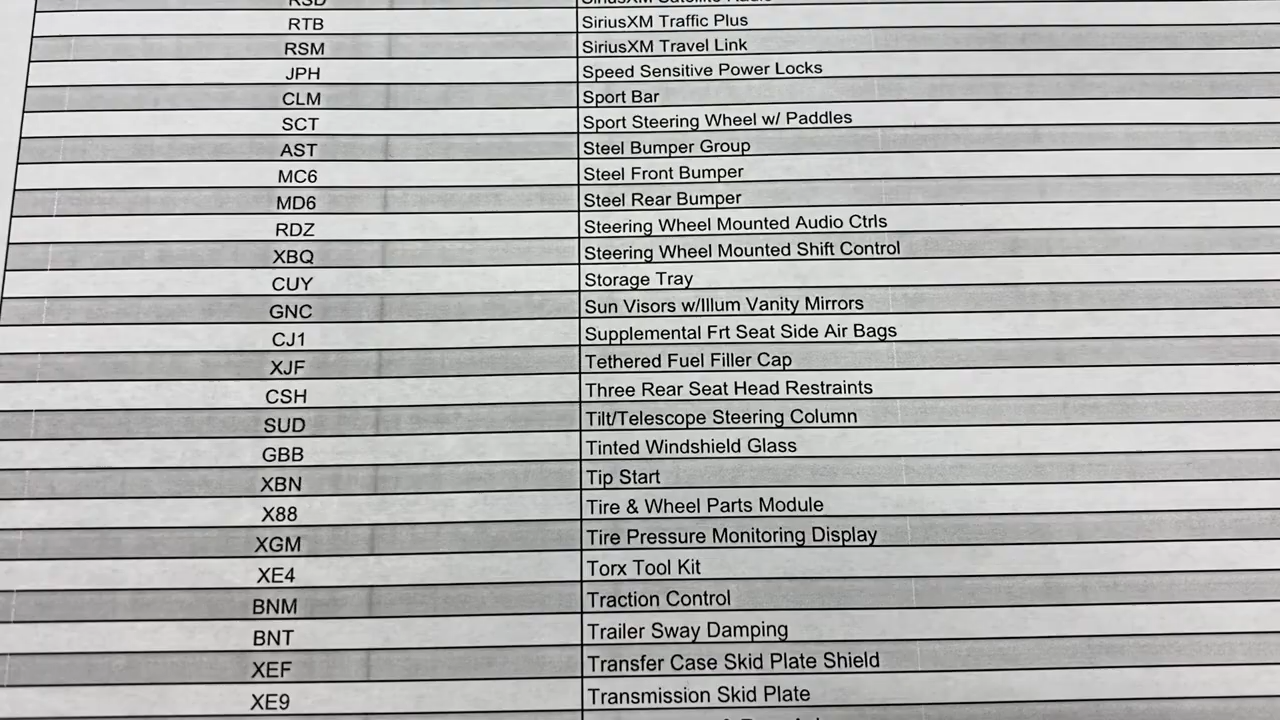 RSD SiriusXM Satellite Radio
RTB SiriusXM Traffic Plus
RSM SiriusXM Travel Link
JPH Speed Sensitive Power Locks
CLM Sport Bar
SCT Sport Steering Wheel w/ Paddles
AST Steel Bumper Group
MC6 Steel Front Bumper
MD6 Steel Rear Bumper
RDZ Steering Wheel Mounted Audio Ctrls
XBQ Steering Wheel Mounted Shift Control
CUY Storage Tray
GNC Sun Visors w/Illum Vanity Mirrors
CJ1 Supplemental Frt Seat Side Air Bags
XJF Tethered Fuel Filler Cap
CSH Three Rear Seat Head Restraints
SUD Tilt/Telescope Steering Column
GBB Tinted Windshield Glass
XBN Tip Start
X88 Tire & Wheel Parts Module
XGM Tire Pressure Monitoring Display
XE4 Torx Tool Kit
BNM Traction Control
BNT Trailer Sway Damping
XEF Transfer Case Skid Plate Shield
XE9 Transmission Skid Plate